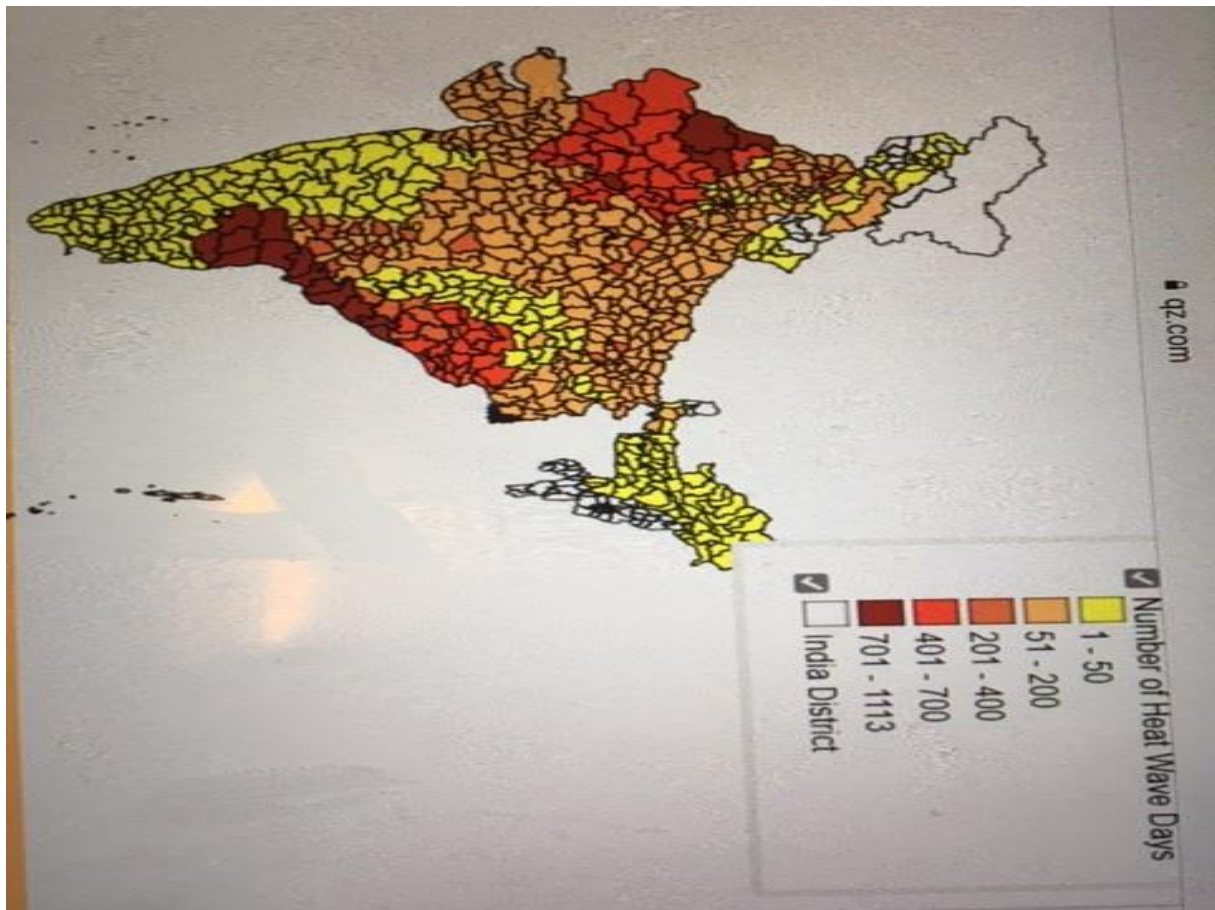 qz.com
Number of Heat Wave Days
1 - 50
51 - 200
201 - 400
401 - 700
701 - 1113
India District